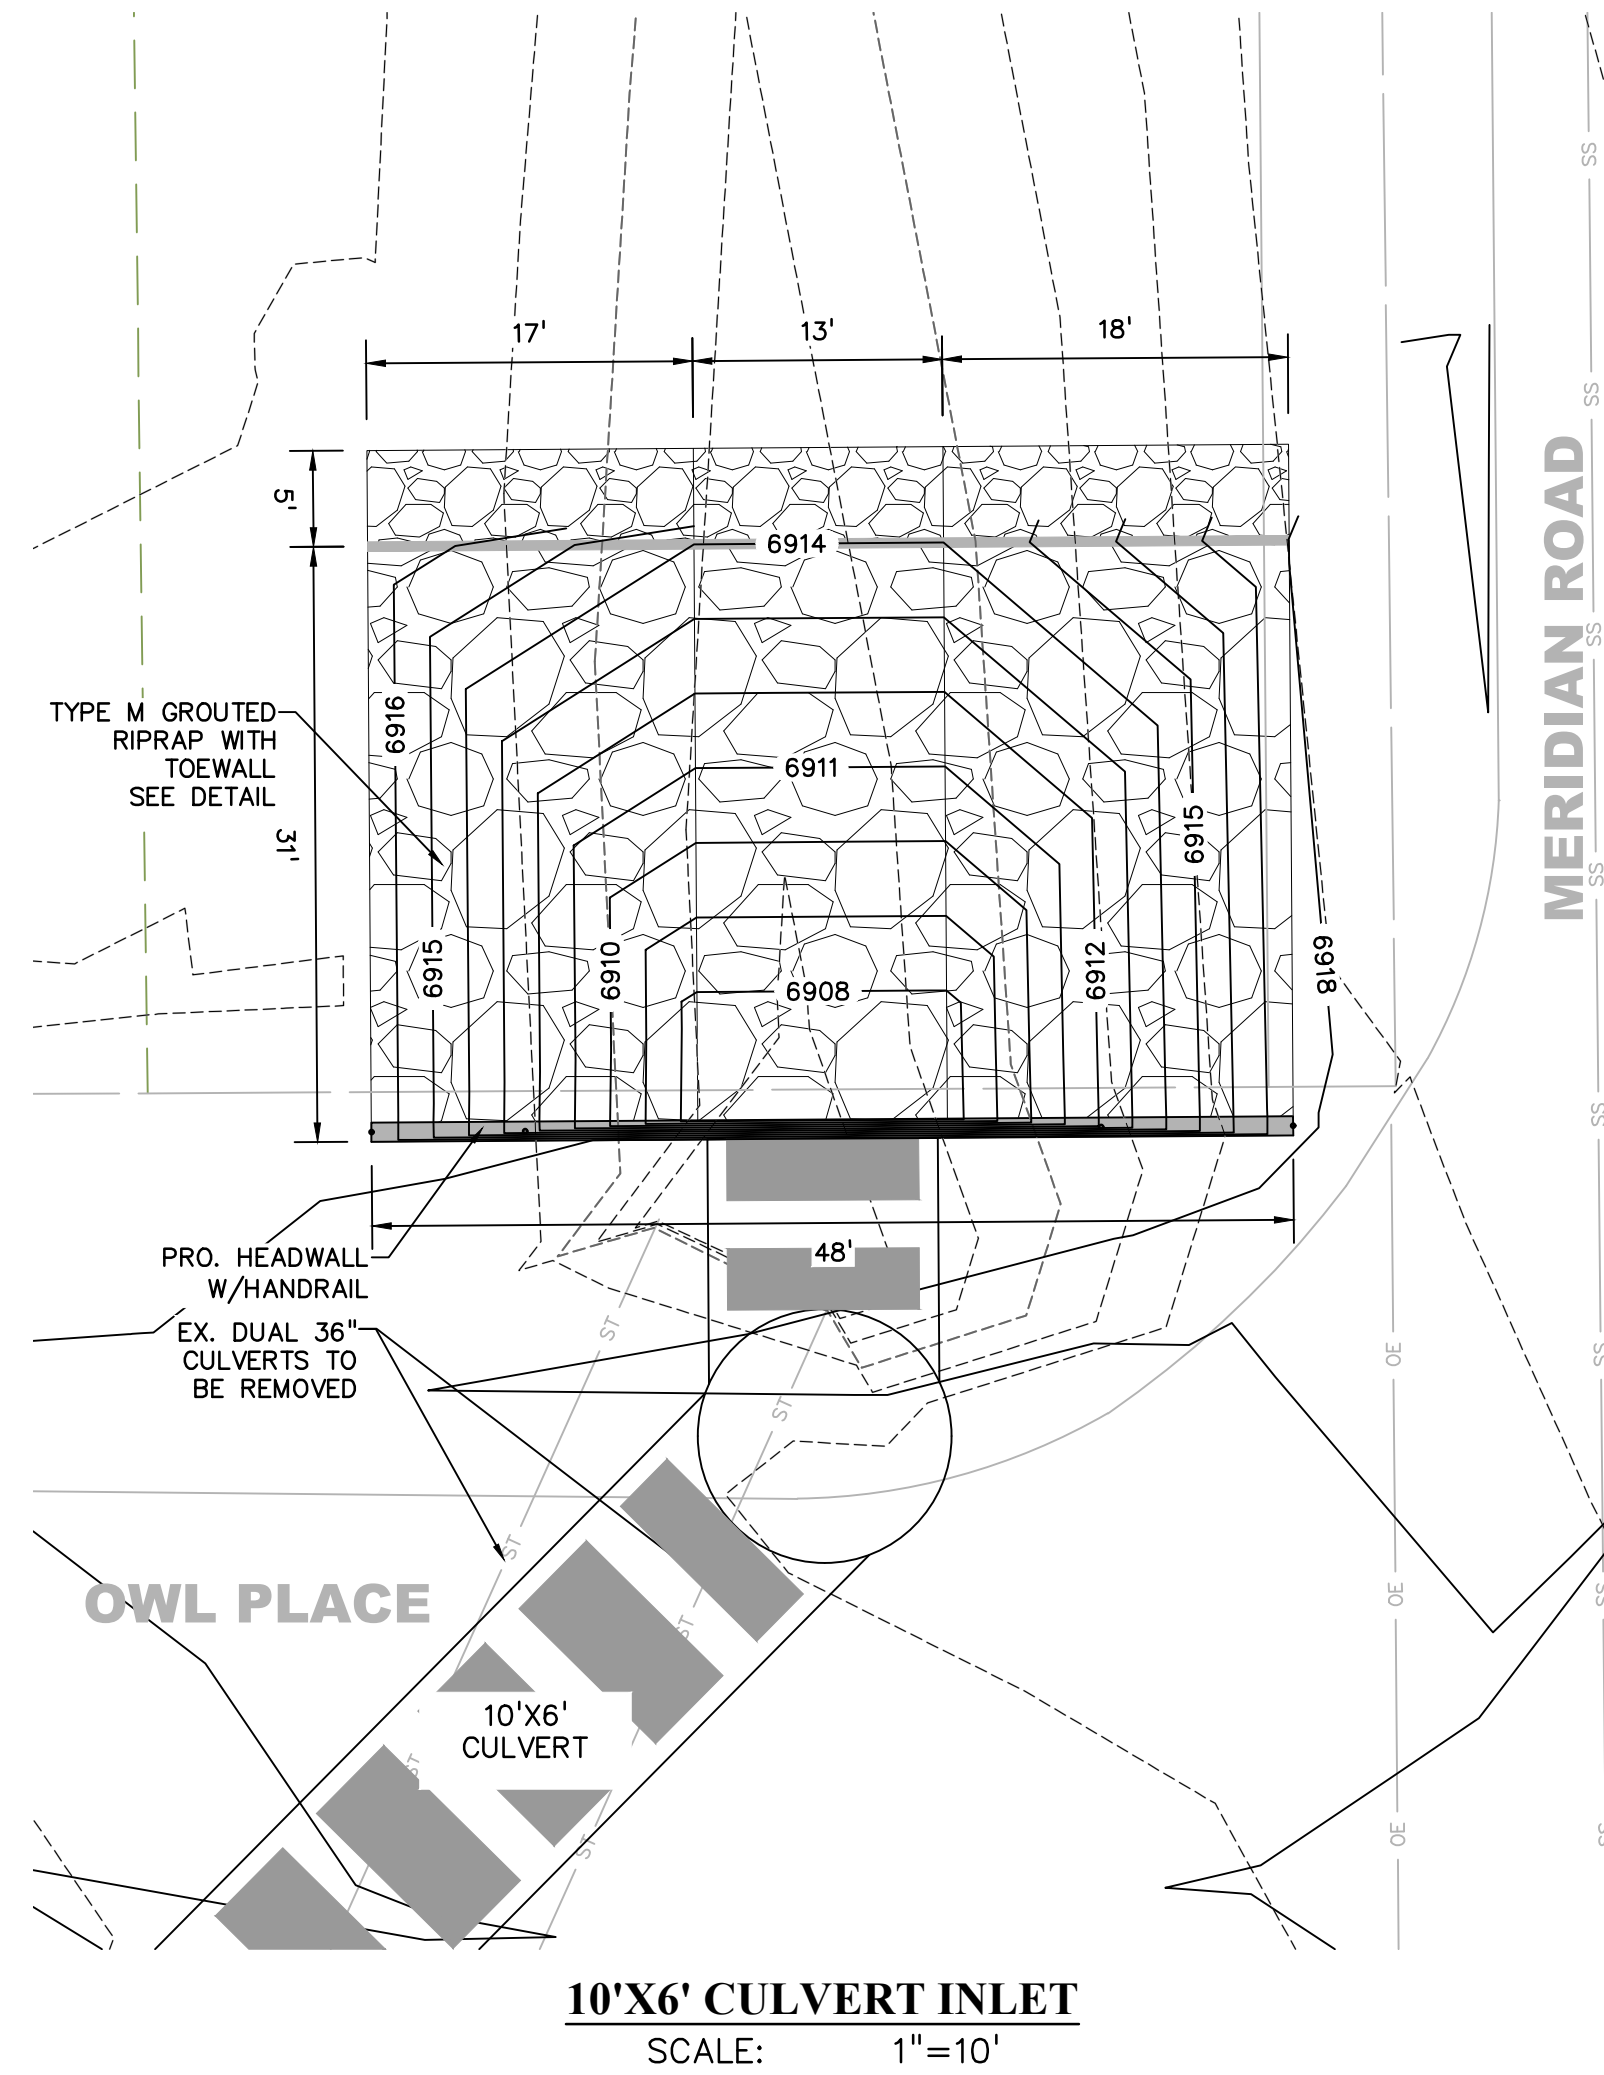 SS
17'
13'
18'
SS
5'
6914
MERIDIAN ROAD
SS
TYPE M GROUTED
RIPRAP WITH
TOEWALL
SEE DETAIL
6916
6911
31'
6915
SS
6915
6910
6912
6918
6908
SS
48'
PRO. HEADWALL
W/HANDRAIL
EX. DUAL 36"
CULVERTS TO
BE REMOVED
ST
OE
SS
ST
ST
OWL PLACE
OE
SS
ST
10'X6'
CULVERT
ST
ST
OE
SS
10'X6' CULVERT INLET
SCALE: 1"=10'